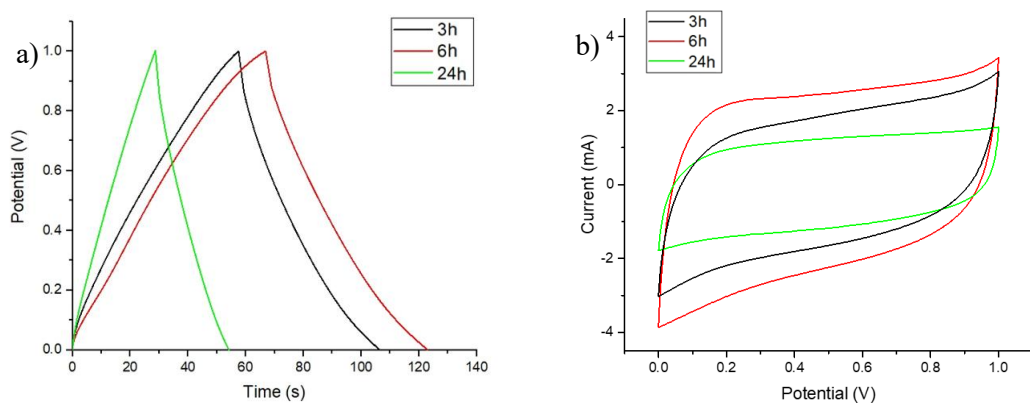 a)
3h
6h
24h
1.0
0.8
0.6
0.4
0.2
0.0
Potential (V)
0 20 40 60 80 100 120 140
Time (s)
b)
3h
6h
24h
4
2
0
-2
-4
Current (mA)
0.0 0.2 0.4 0.6 0.8 1.0
Potential (V)